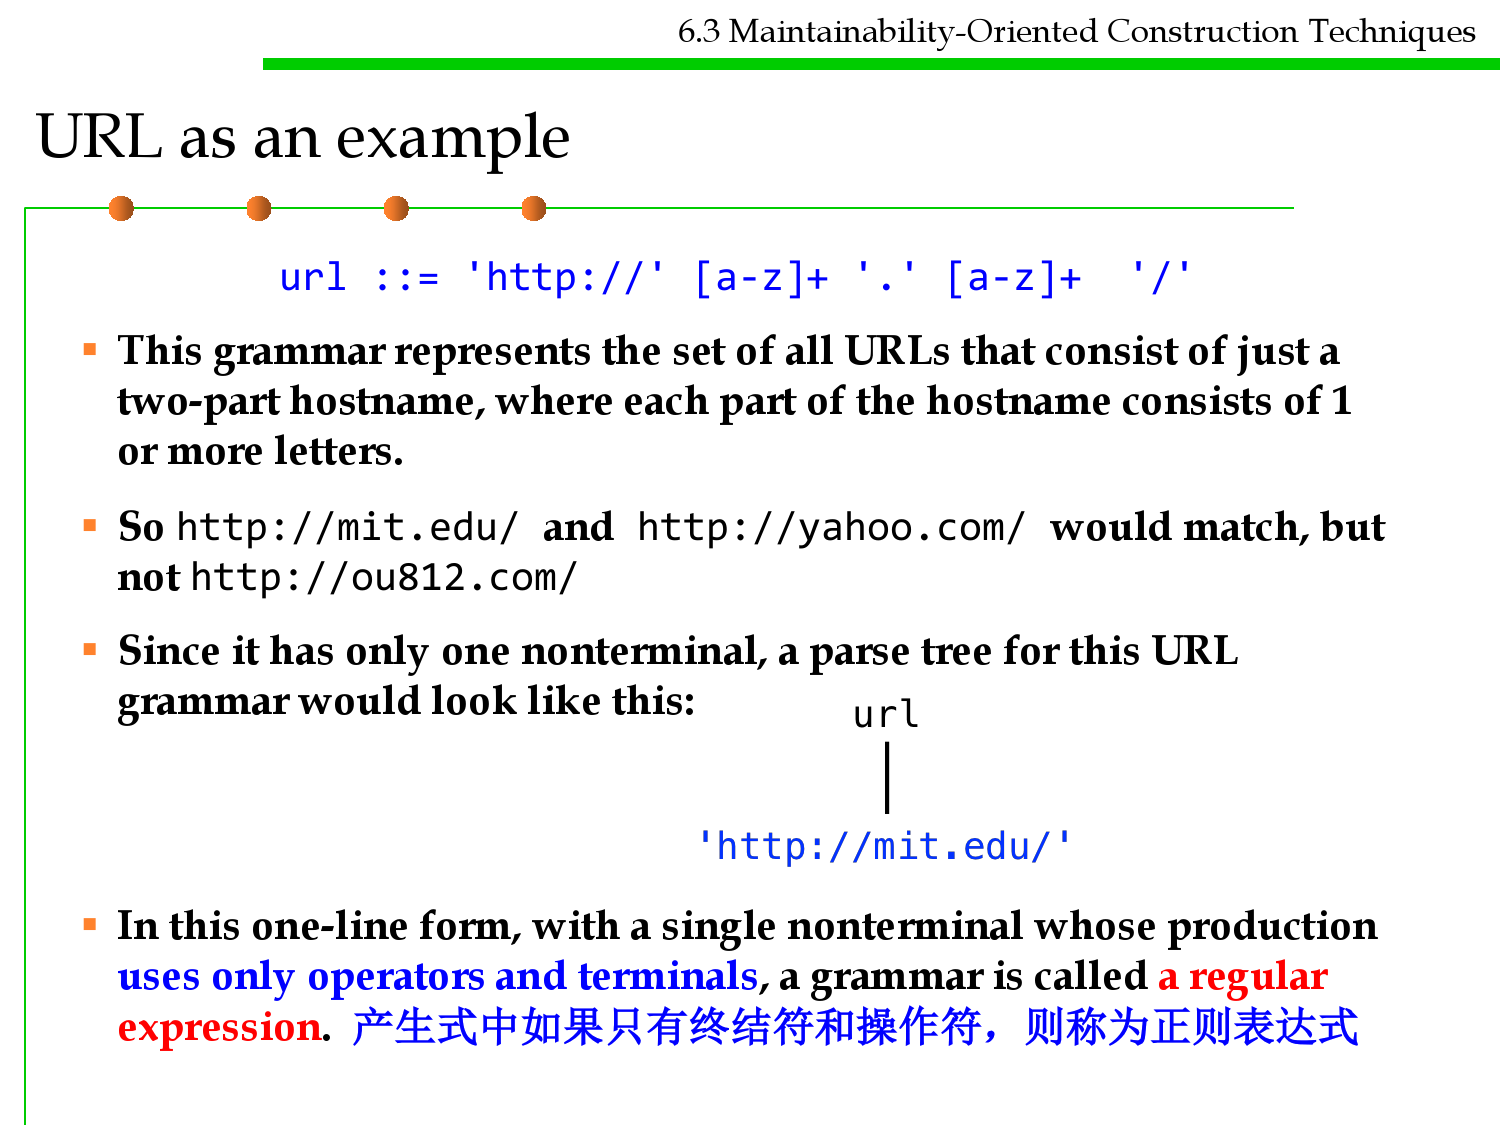 6.3 Maintainability-Oriented Construction Techniques
URL as an example
url ::= 'http://' [a-z]+ '.' [a-z]+  '/'
▪ This grammar represents the set of all URLs that consist of just a
two-part hostname, where each part of the hostname consists of 1
or more letters.
▪ So http://mit.edu/ and http://yahoo.com/ would match, but
not http://ou812.com/
▪ Since it has only one nonterminal, a parse tree for this URL
grammar would look like this:
url
'http://mit.edu/'
▪ In this one-line form, with a single nonterminal whose production
uses only operators and terminals, a grammar is called a regular
expression. 产生式中如果只有终结符和操作符，则称为正则表达式